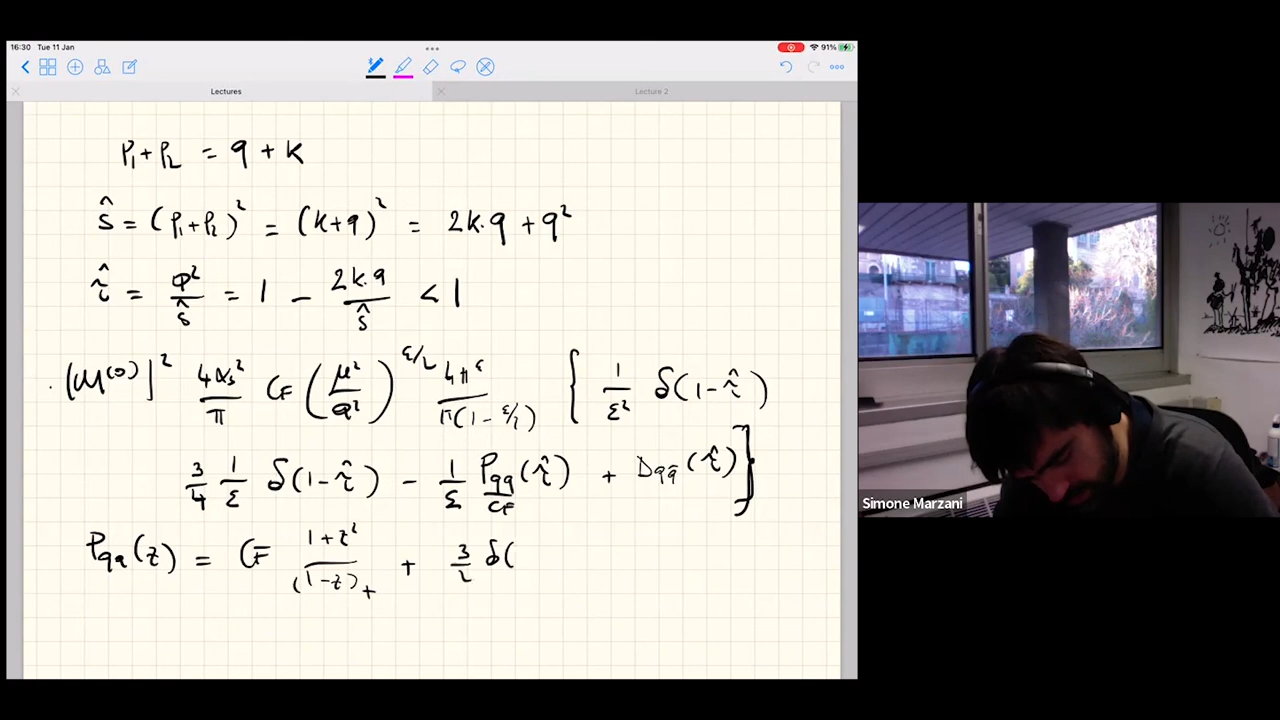 16:30 Tue 11 Jan
91%
Lectures
Lecture 2
p₁+p₂ = q + k
ŝ = (p₁+p₂)² = (k+q)² = 2k·q + q²
τ̂ = Q²/ŝ = 1 − 2k·q/ŝ < 1
|M⁽⁰⁾|² 4αs²/π CF (μ²/Q²)^ε/2 4π^ε/Γ(1−ε/2) { 1/ε² δ(1−τ̂)
3/4 1/ε δ(1−τ̂) − 1/ε Pqq(τ̂)/CF + Dqq(τ̂) }
Pqq(z) = CF 1+z²/(1−z)₊ + 3/2 δ(
Simone Marzani